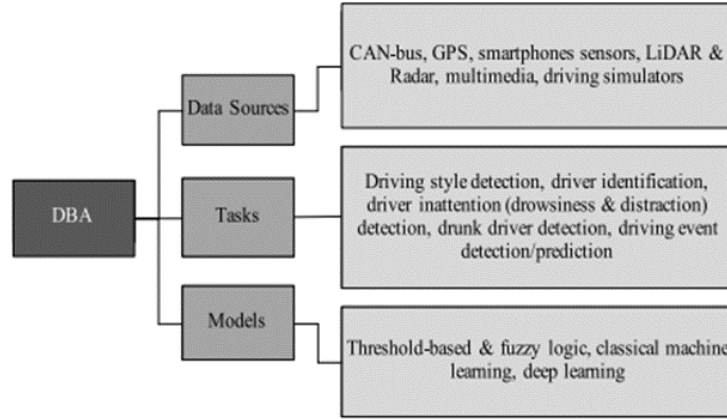 DBA
Data Sources
CAN-bus, GPS, smartphones sensors, LiDAR &
Radar, multimedia, driving simulators
Tasks
Driving style detection, driver identification,
driver inattention (drowsiness & distraction)
detection, drunk driver detection, driving event
detection/prediction
Models
Threshold-based & fuzzy logic, classical machine
learning, deep learning